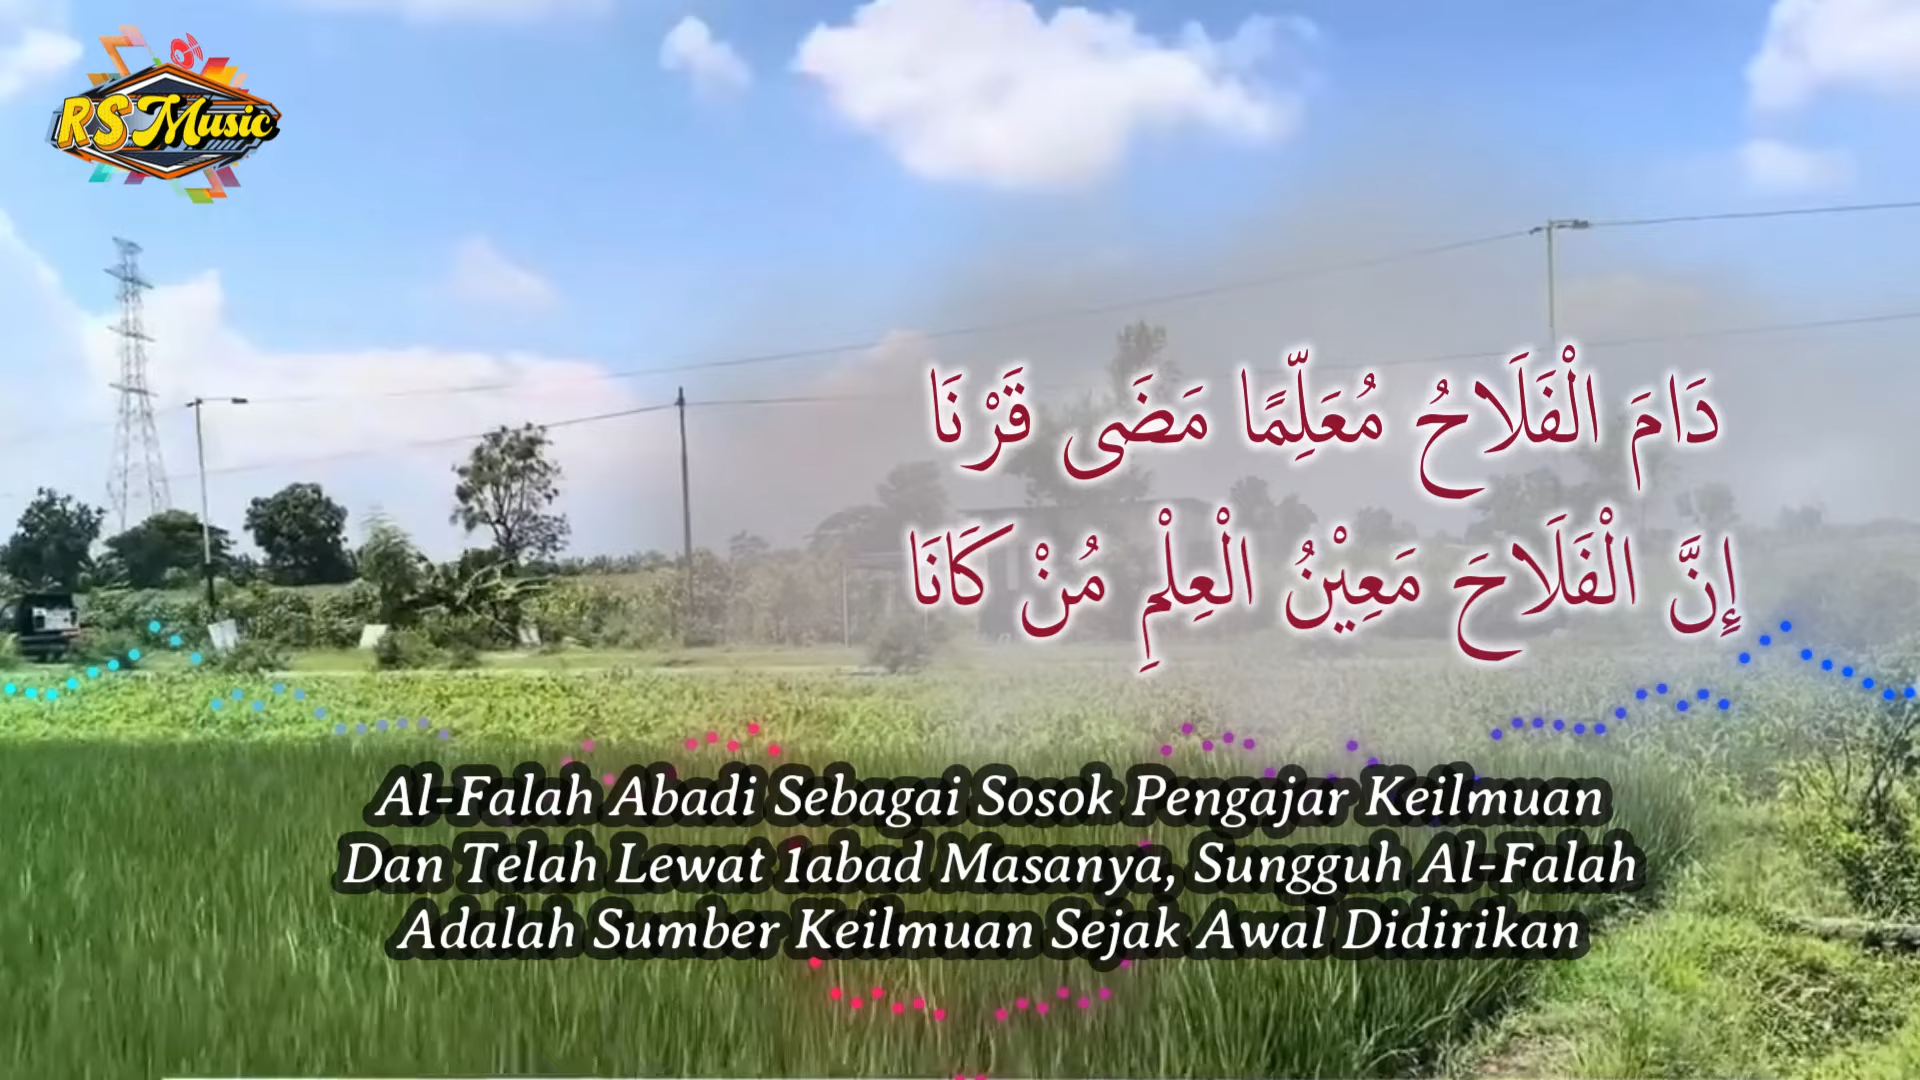 RS Music
دَامَ الْفَلَاحُ مُعَلِّمًا مَضَى قَرْنَا
إِنَّ الْفَلَاحَ مَعِيْنُ الْعِلْمِ مُنْ كَانَا
Al-Falah Abadi Sebagai Sosok Pengajar Keilmuan
Dan Telah Lewat 1abad Masanya, Sungguh Al-Falah
Adalah Sumber Keilmuan Sejak Awal Didirikan